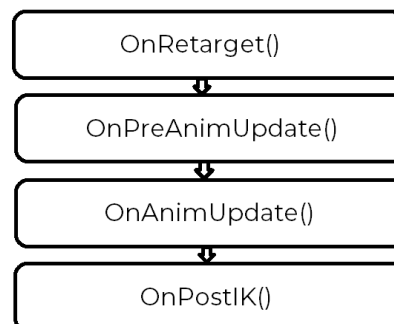 OnRetarget()
OnPreAnimUpdate()
OnAnimUpdate()
OnPostIK()